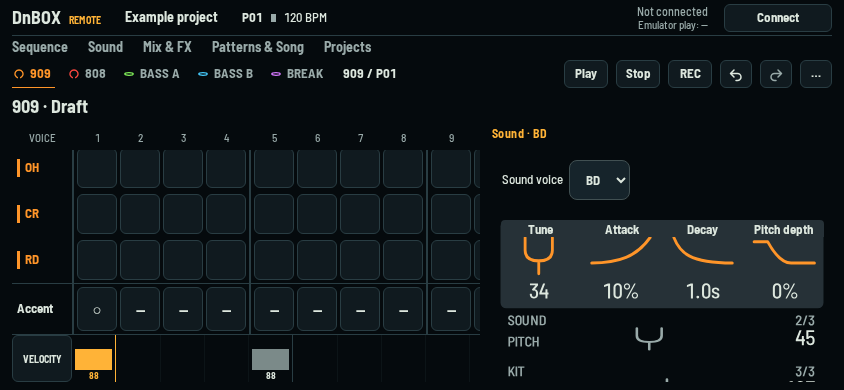 DnBOX REMOTE Example project P01 120 BPM Not connected Connect
Emulator play: —
Sequence Sound Mix & FX Patterns & Song Projects
909 808 BASS A BASS B BREAK 909 / P01 Play Stop REC ...
909 · Draft
Sound · BD
VOICE 1 2 3 4 5 6 7 8 9
OH
Sound voice BD
CR
RD
Tune Attack Decay Pitch depth
34 10% 1.0s 0%
Accent ○ — — — — — — —
SOUND 2/3
PITCH 45
VELOCITY
88 88
KIT 3/3